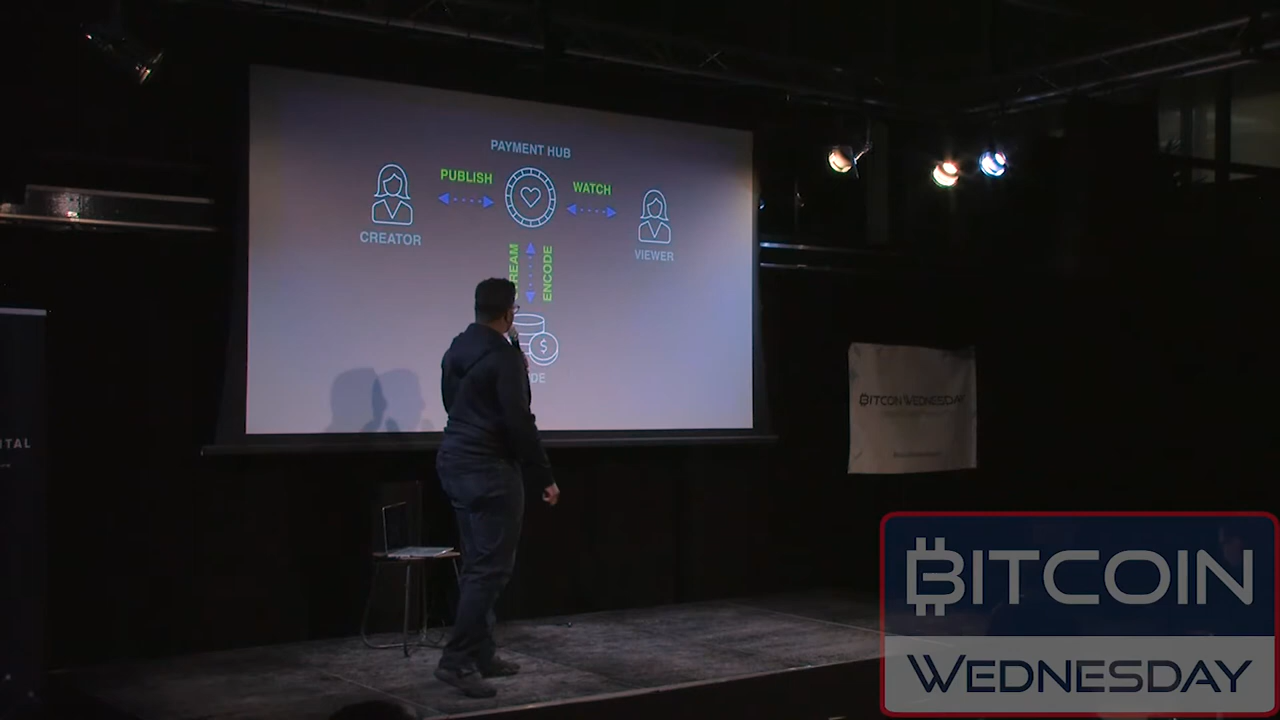 PAYMENT HUB
PUBLISH
WATCH
CREATOR
VIEWER
ENCODE
$
BITCOIN WEDNESDAY
BITCOIN
WEDNESDAY